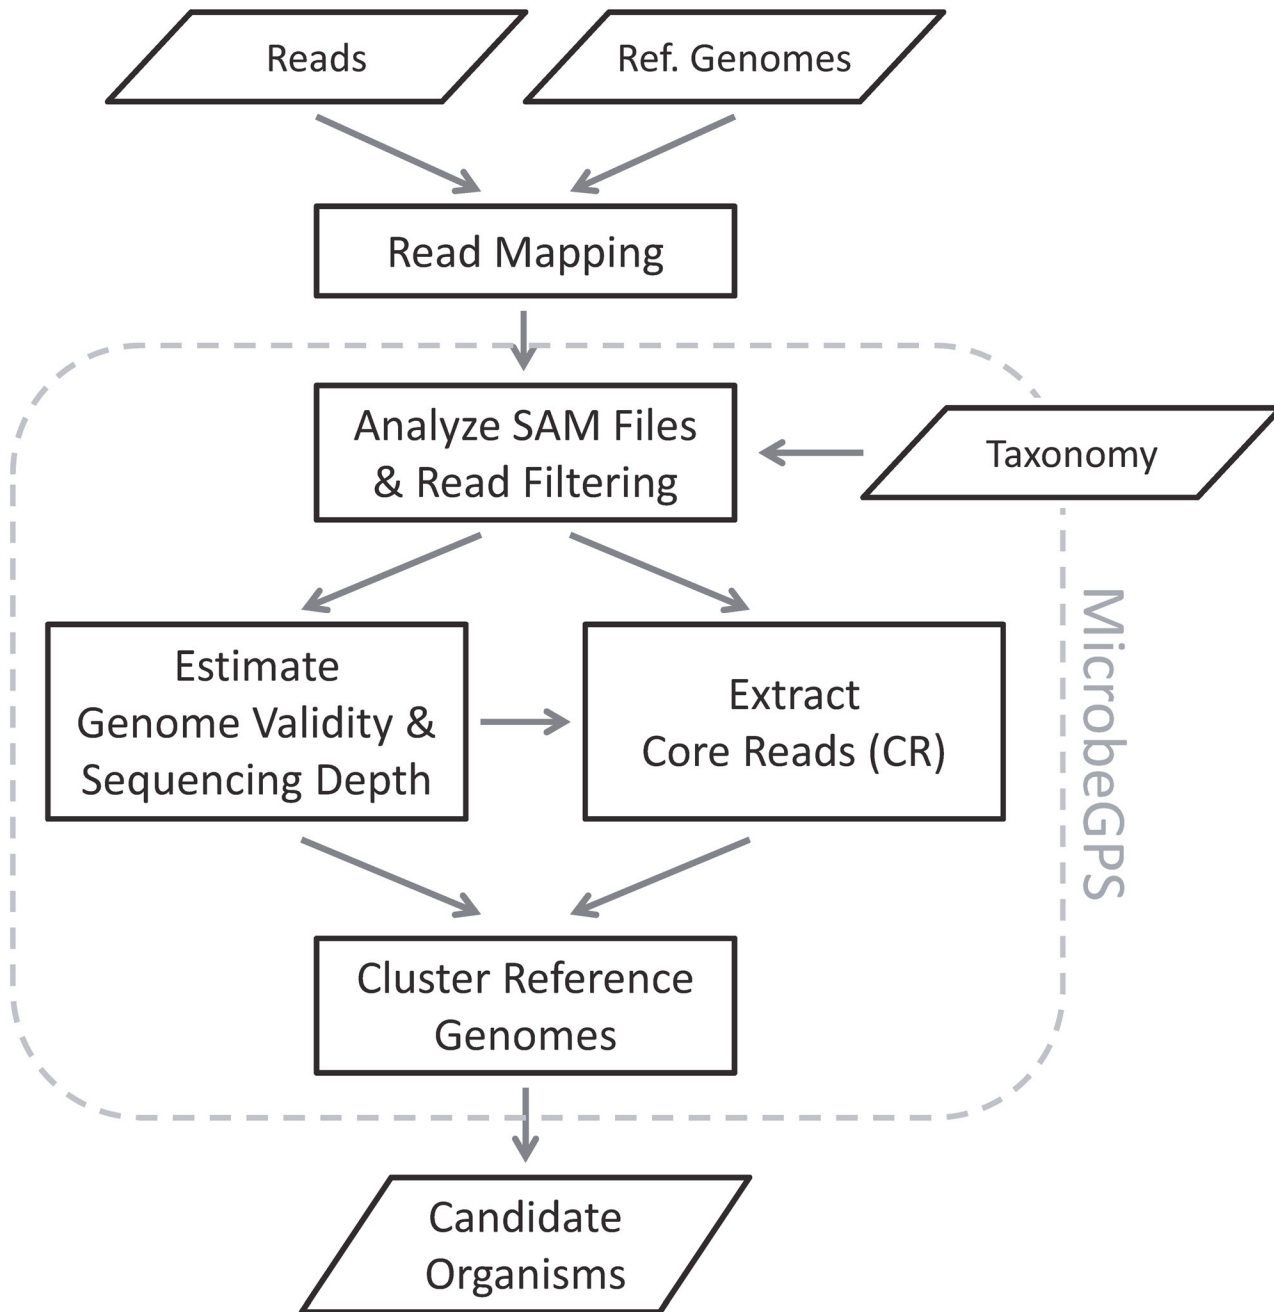 Reads
Ref. Genomes
Read Mapping
Analyze SAM Files
& Read Filtering
Taxonomy
Estimate
Genome Validity &
Sequencing Depth
Extract
Core Reads (CR)
MicrobeGPS
Cluster Reference
Genomes
Candidate
Organisms